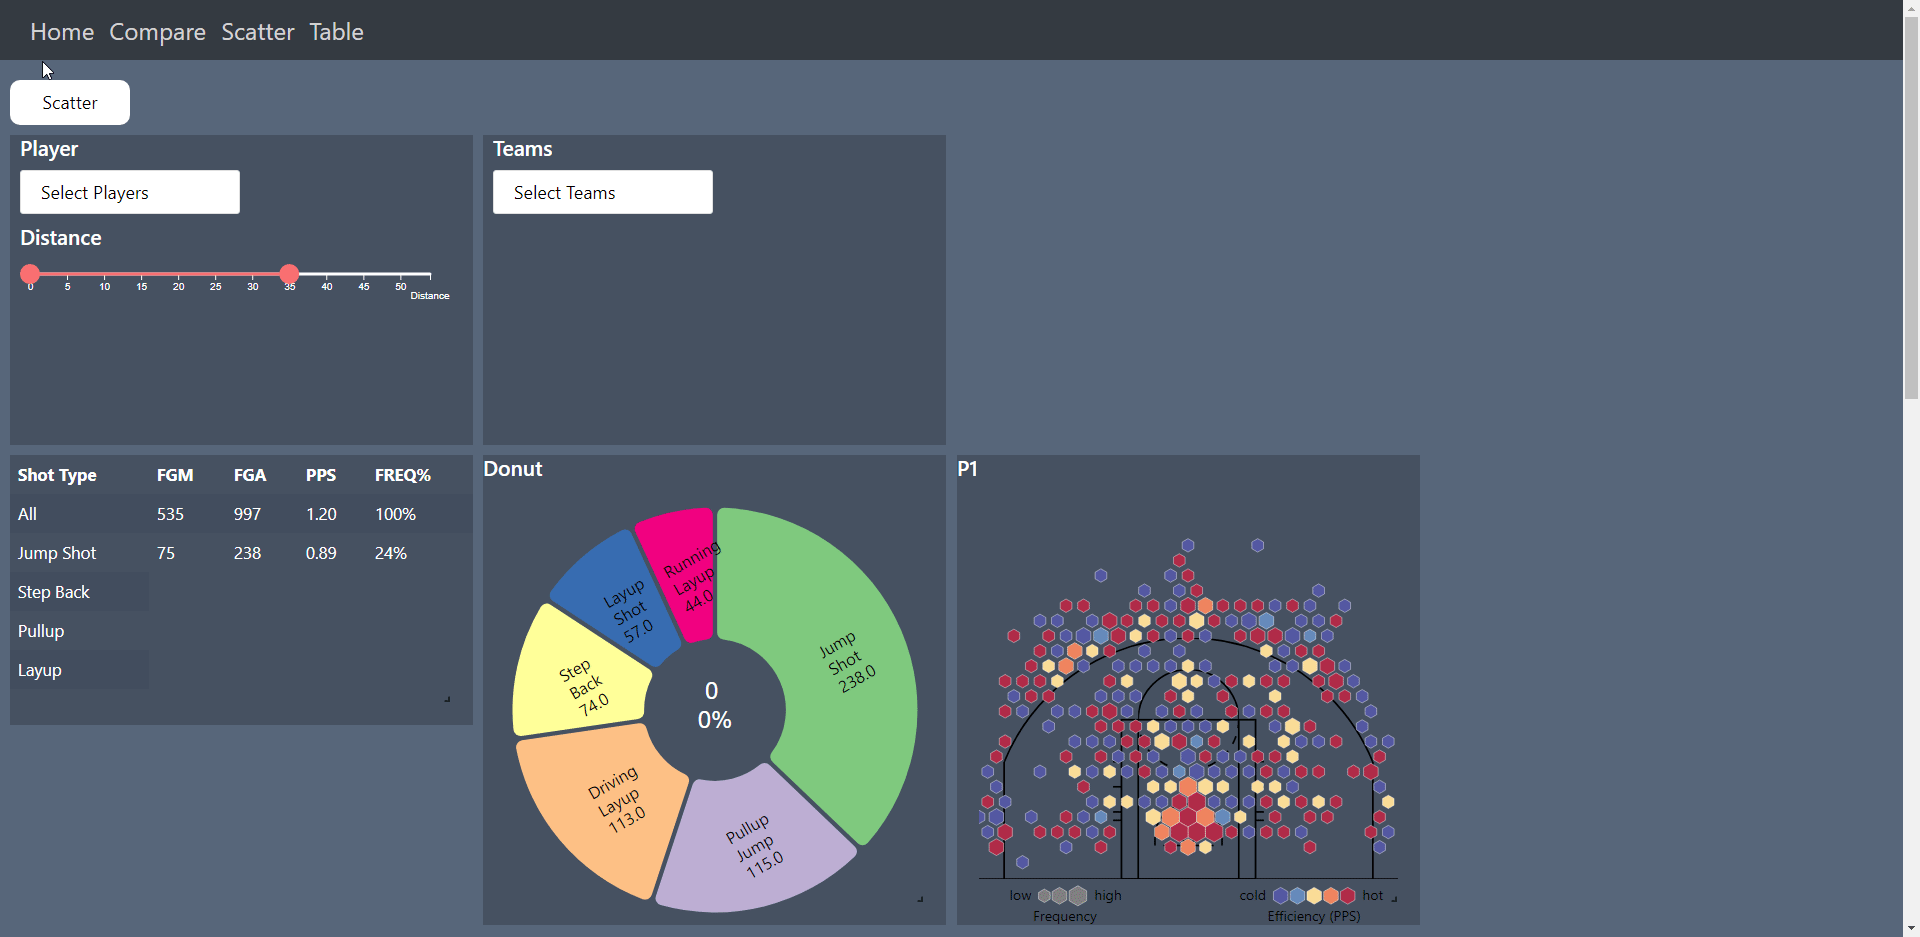 Home Compare Scatter Table
Scatter
Player
Select Players
Distance
0 5 10 15 20 25 30 35 40 45 50
Distance
Teams
Select Teams
Shot Type FGM FGA PPS FREQ%
All 535 997 1.20 100%
Jump Shot 75 238 0.89 24%
Step Back
Pullup
Layup
Donut
Running
Layup
44.0
Layup
Shot
57.0
Jump
Shot
238.0
Step
Back
74.0
0
0%
Driving
Layup
113.0
Pullup
Jump
115.0
P1
low high
Frequency
cold hot
Efficiency (PPS)